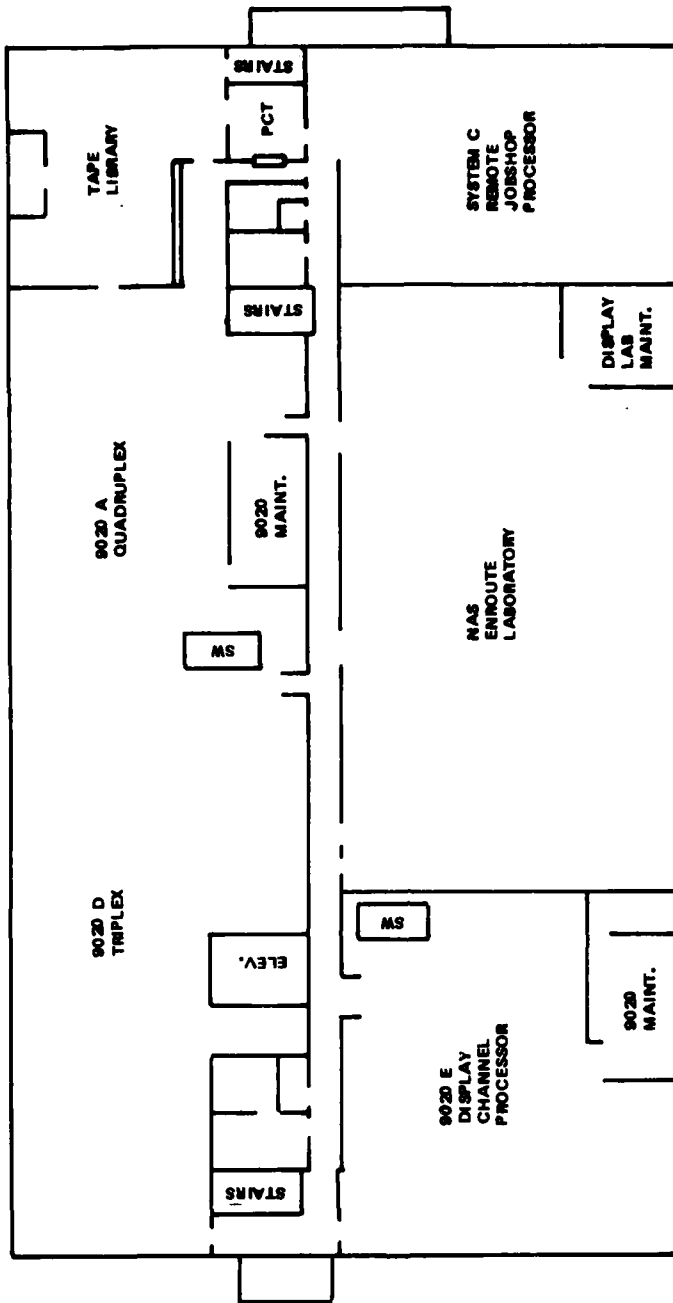 9020 D
TRIPLEX
9020 A
QUADRUPLEX
TAPE
LIBRARY
STAIRS
ELEV.
SW
9020
MAINT.
STAIRS
PCT
STAIRS
9020 E
DISPLAY
CHANNEL
PROCESSOR
SW
9020
MAINT.
NAS
ENROUTE
LABORATORY
DISPLAY
LAB
MAINT.
SYSTEM C
REMOTE
JOBSHOP
PROCESSOR